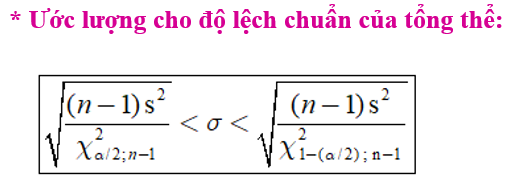 * Ước lượng cho độ lệch chuẩn của tổng thể:
√((n − 1) s² / χ²α/2; n−1) < σ < √((n − 1) s² / χ²1−(α/2) ; n−1)